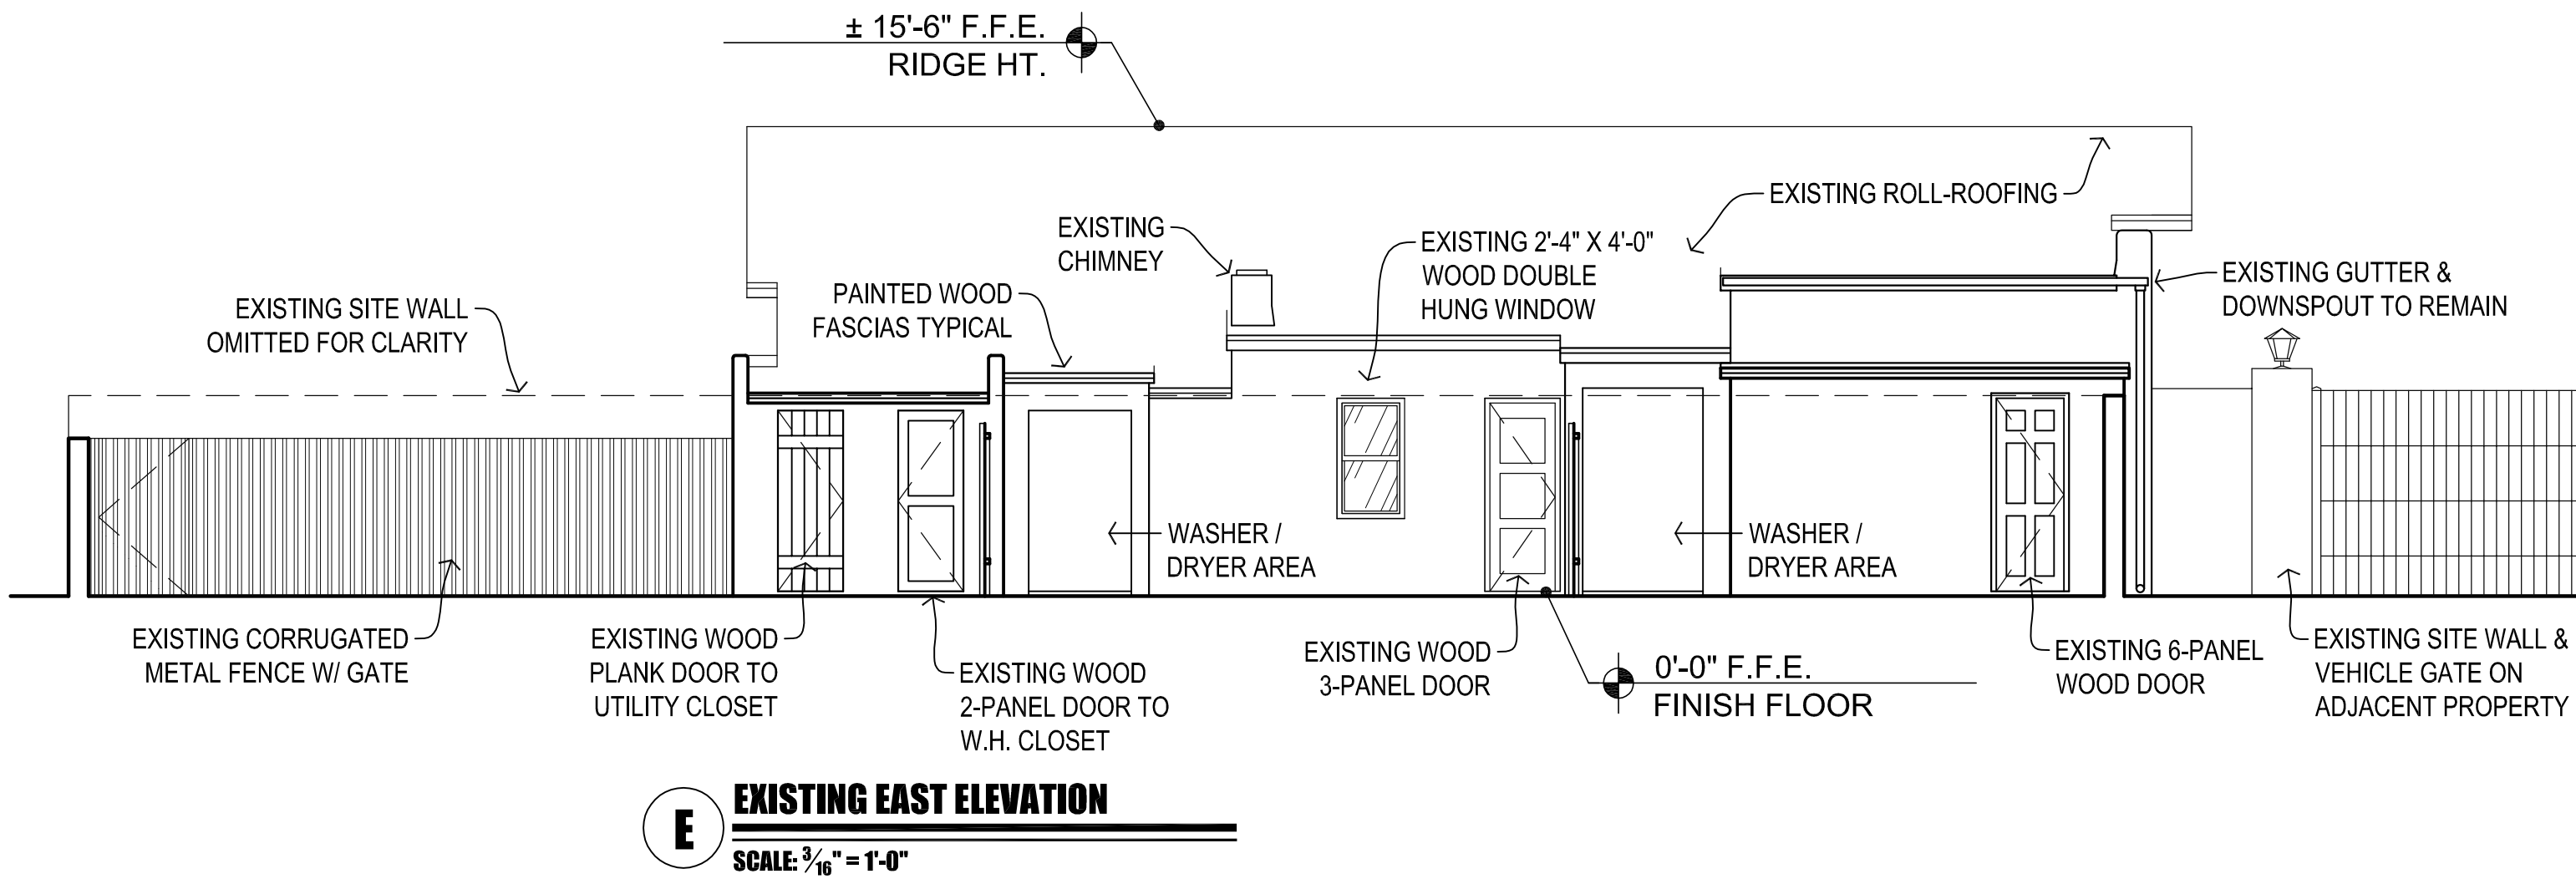 ± 15'-6" F.F.E.
RIDGE HT.
EXISTING ROLL-ROOFING
EXISTING
CHIMNEY
EXISTING 2'-4" X 4'-0"
WOOD DOUBLE
HUNG WINDOW
EXISTING GUTTER &
DOWNSPOUT TO REMAIN
PAINTED WOOD
FASCIAS TYPICAL
EXISTING SITE WALL
OMITTED FOR CLARITY
WASHER /
DRYER AREA
WASHER /
DRYER AREA
EXISTING CORRUGATED
METAL FENCE W/ GATE
EXISTING WOOD
PLANK DOOR TO
UTILITY CLOSET
EXISTING WOOD
2-PANEL DOOR TO
W.H. CLOSET
EXISTING WOOD
3-PANEL DOOR
0'-0" F.F.E.
FINISH FLOOR
EXISTING 6-PANEL
WOOD DOOR
EXISTING SITE WALL &
VEHICLE GATE ON
ADJACENT PROPERTY
E
EXISTING EAST ELEVATION
SCALE: 3/16" = 1'-0"